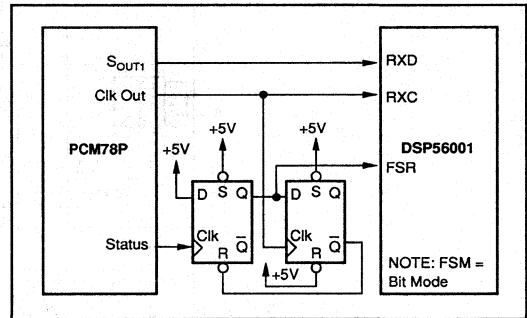 S_OUT1
RXD
Clk Out
RXC
PCM78P
+5V
+5V
+5V
DSP56001
FSR
D S Q
D S Q
Status
Clk
Q̅
Clk
Q̅
R
R
+5V
NOTE: FSM =
Bit Mode